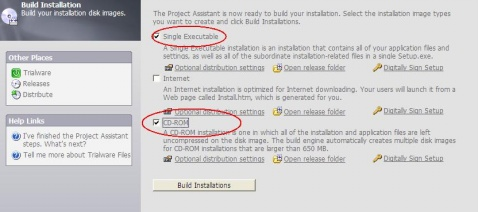 Build Installation
Build your installation disk images.
The Project Assistant is now ready to build your installation. Select the installation image types
you want to create and click Build Installations.
Single Executable
A Single Executable installation is an installation that contains all of your application files and
settings, as well as all of the subordinate installation-related files in a single Setup.exe.
Optional distribution settings Open release folder Digitally Sign Setup
Internet
An Internet installation is optimized for Internet downloading. Your users will launch it from a
Web page called Install.htm, which is generated for you.
Optional distribution settings Open release folder Digitally Sign Setup
CD-ROM
A CD-ROM installation is one in which all of the installation and application files are left
uncompressed on the disk image. The build engine automatically creates multiple disk images
for CD-ROM installations that are larger than 650 MB.
Optional distribution settings Open release folder Digitally Sign Setup
Build Installations
Other Places
Trialware
Releases
Distribute
Help Links
I've finished the Project Assistant
steps. What's next?
Tell me more about Trialware Files